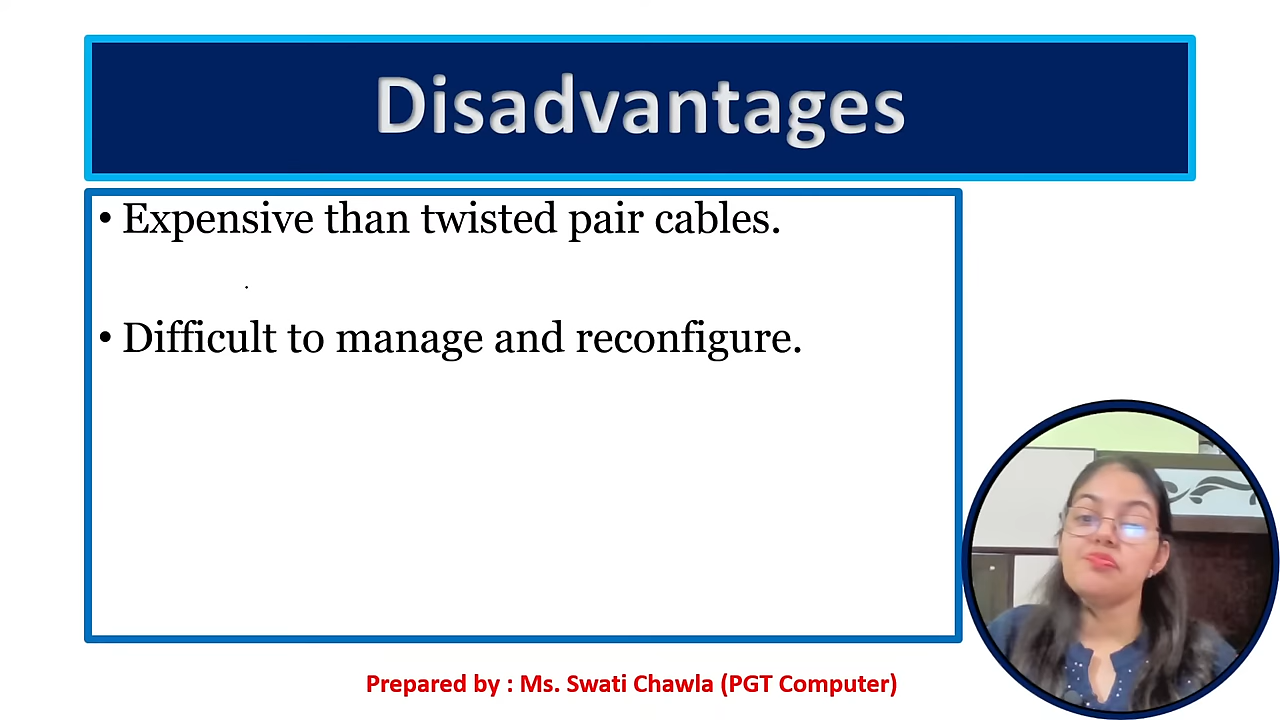 Disadvantages
• Expensive than twisted pair cables.
• Difficult to manage and reconfigure.
Prepared by : Ms. Swati Chawla (PGT Computer)